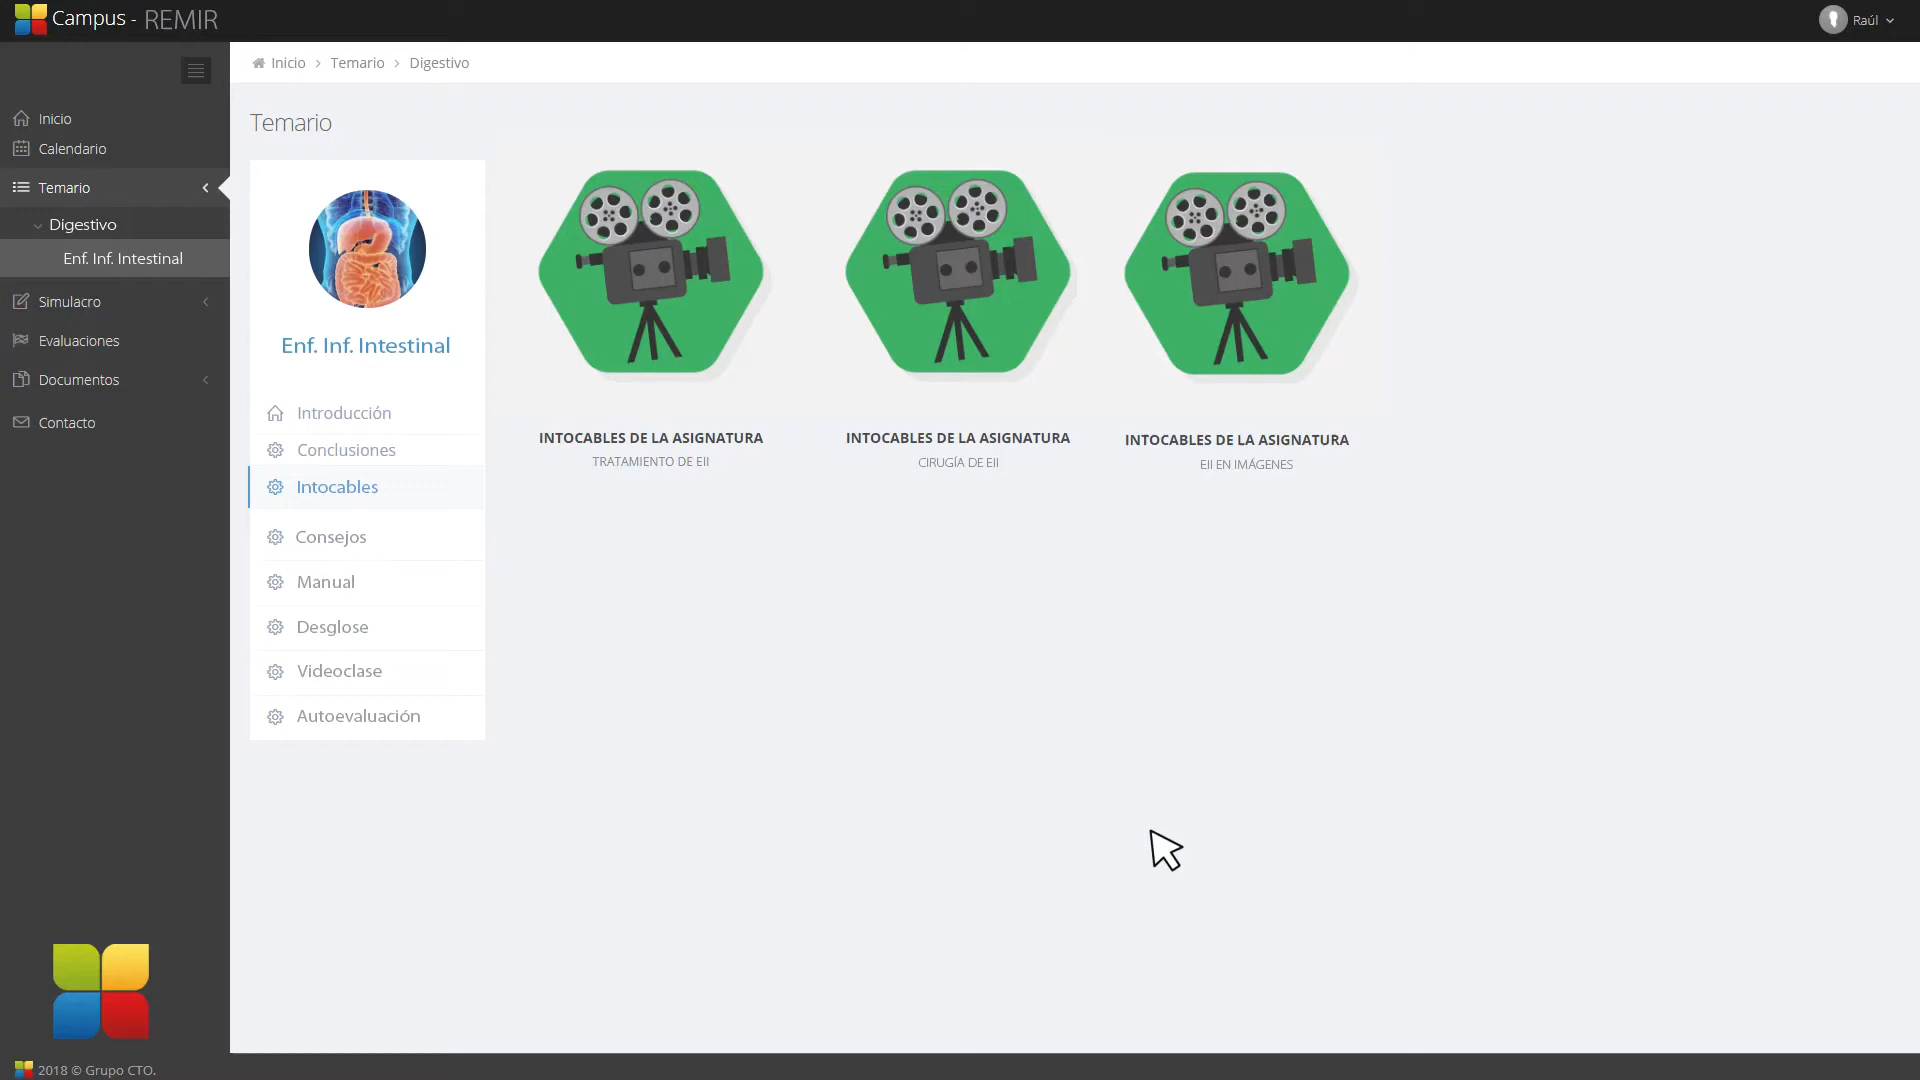 Campus - REMIR
Raúl
Inicio
Calendario
Temario
Digestivo
Enf. Inf. Intestinal
Simulacro
Evaluaciones
Documentos
Contacto
2018 © Grupo CTO.
Inicio > Temario > Digestivo
Temario
Enf. Inf. Intestinal
Introducción
Conclusiones
Intocables
Consejos
Manual
Desglose
Videoclase
Autoevaluación
INTOCABLES DE LA ASIGNATURA
TRATAMIENTO DE EII
INTOCABLES DE LA ASIGNATURA
CIRUGÍA DE EII
INTOCABLES DE LA ASIGNATURA
EII EN IMÁGENES